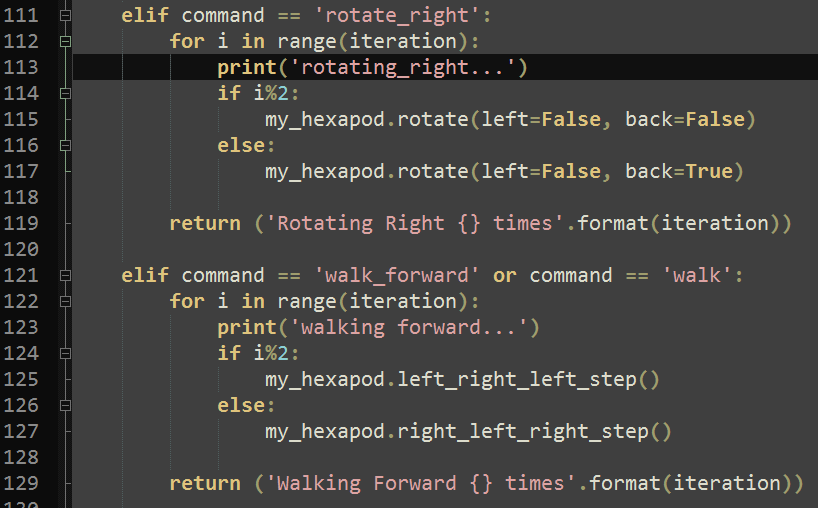 111 elif command == 'rotate_right':
112 for i in range(iteration):
113 print('rotating_right...')
114 if i%2:
115 my_hexapod.rotate(left=False, back=False)
116 else:
117 my_hexapod.rotate(left=False, back=True)
118
119 return ('Rotating Right {} times'.format(iteration))
120
121 elif command == 'walk_forward' or command == 'walk':
122 for i in range(iteration):
123 print('walking forward...')
124 if i%2:
125 my_hexapod.left_right_left_step()
126 else:
127 my_hexapod.right_left_right_step()
128
129 return ('Walking Forward {} times'.format(iteration))